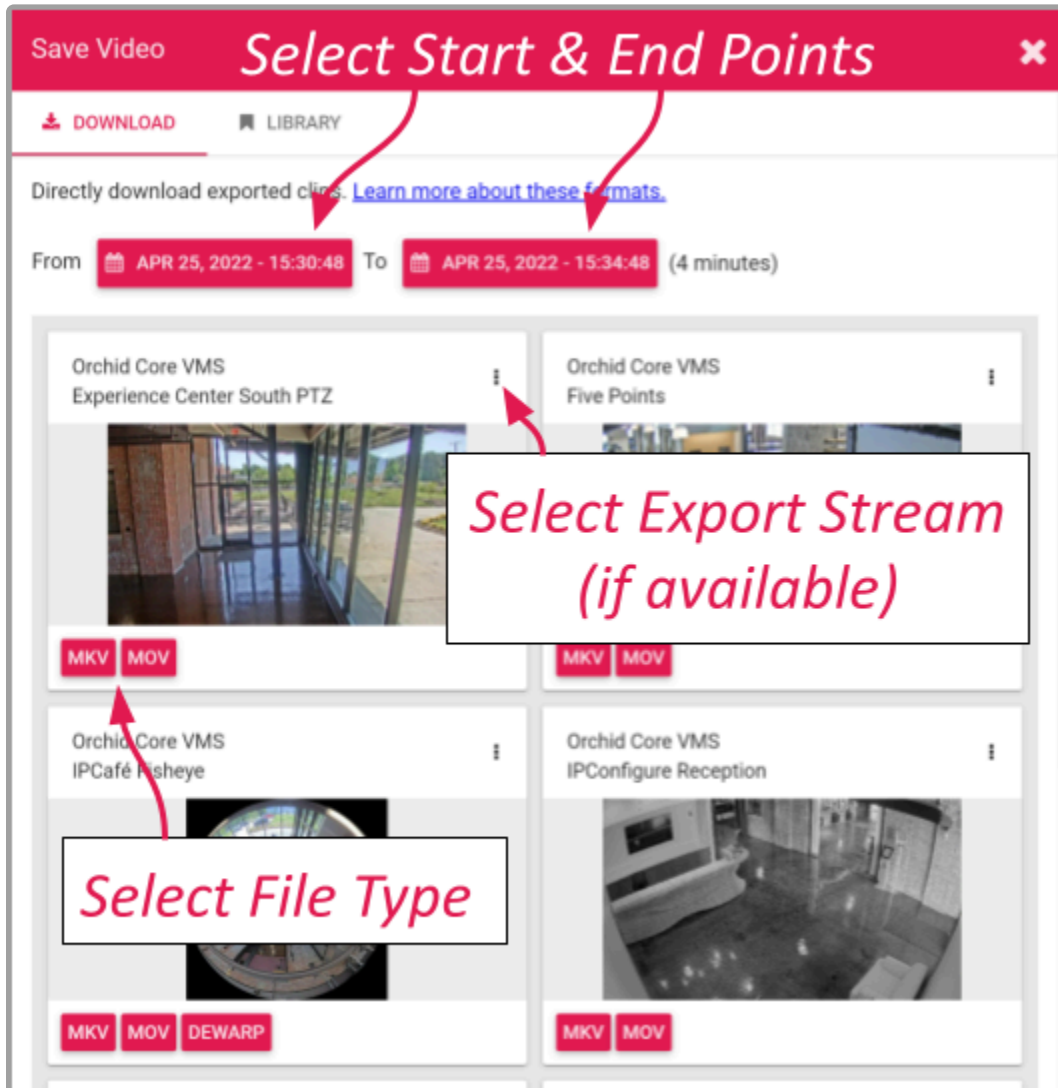 Save Video
Select Start & End Points
DOWNLOAD
LIBRARY
Directly download exported clips. Learn more about these formats.
From APR 25, 2022 - 15:30:48 To APR 25, 2022 - 15:34:48 (4 minutes)
Orchid Core VMS
Experience Center South PTZ
Orchid Core VMS
Five Points
Select Export Stream
(if available)
MKV MOV
MKV MOV
Orchid Core VMS
IPCafé Fisheye
Orchid Core VMS
IPConfigure Reception
Select File Type
MKV MOV DEWARP
MKV MOV